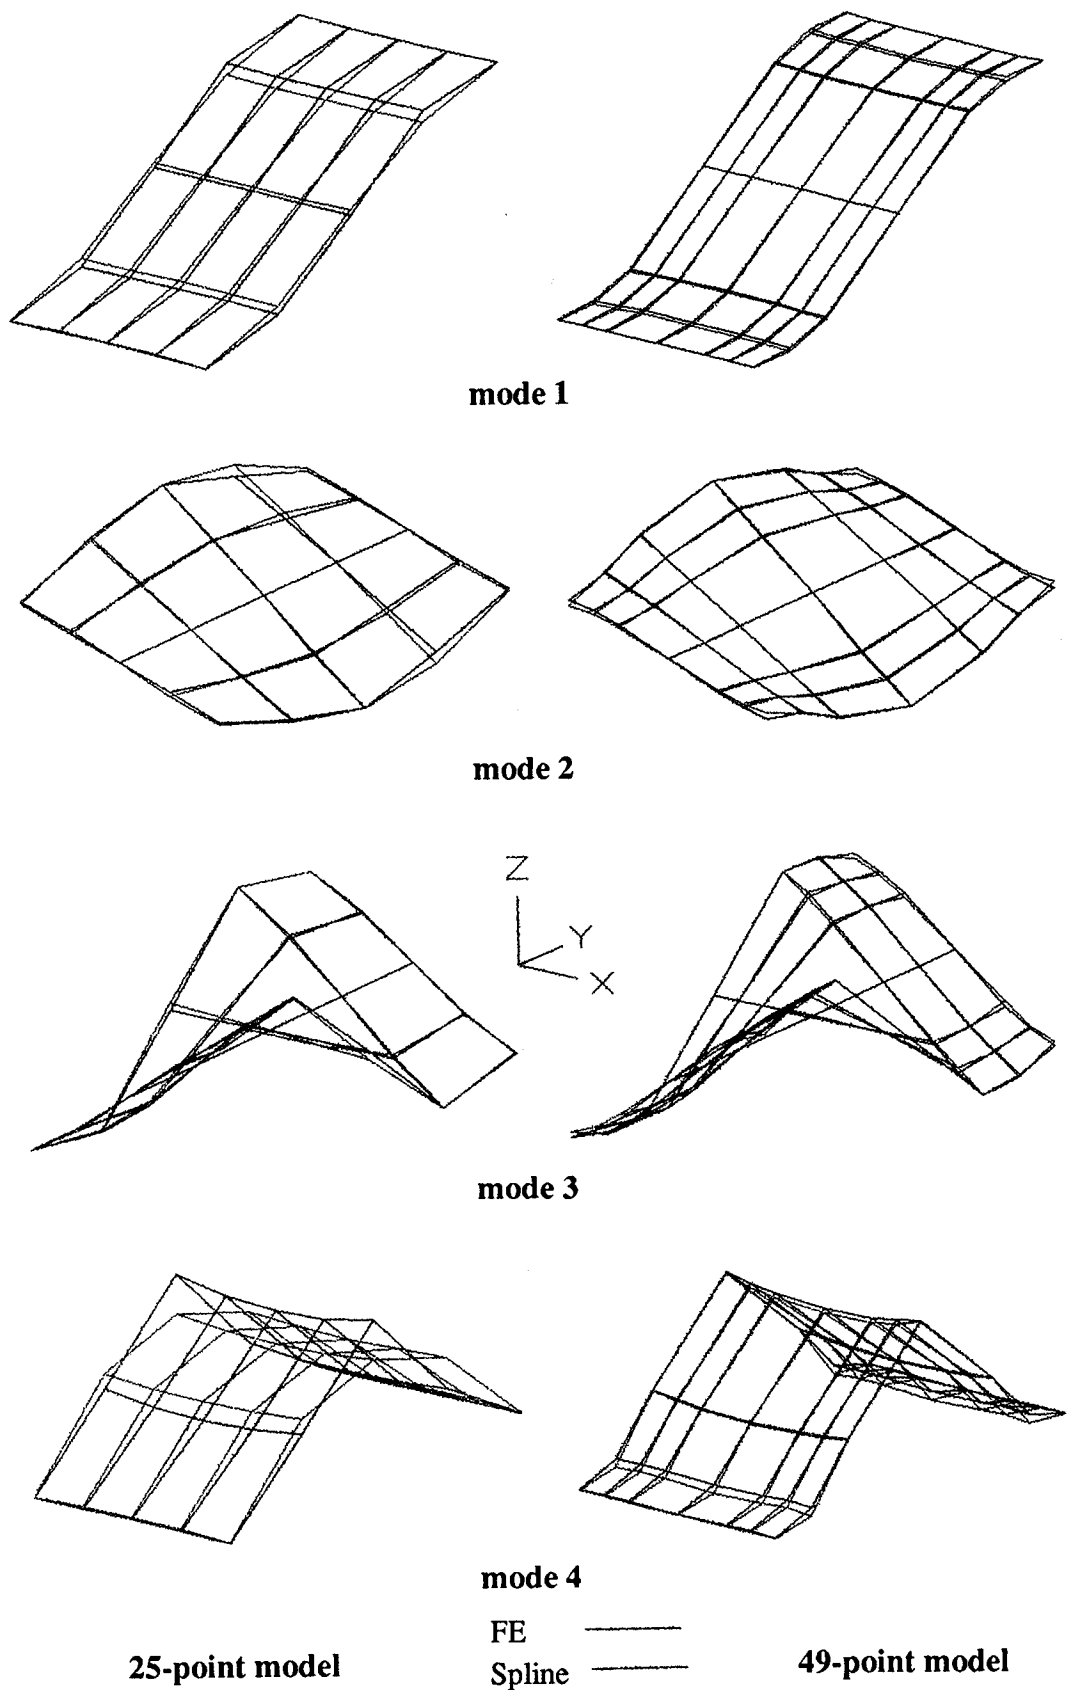 mode 1
mode 2
Z
Y
X
mode 3
mode 4
FE
Spline
25-point model
49-point model